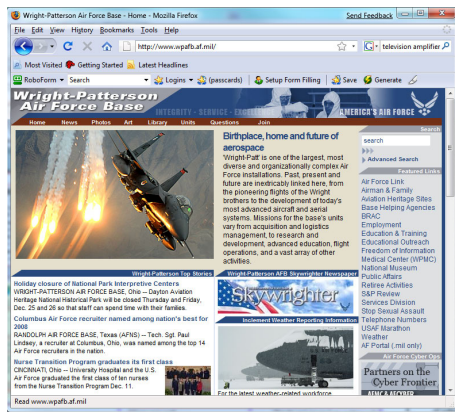 Wright-Patterson Air Force Base - Home - Mozilla Firefox
Send Feedback
File Edit View History Bookmarks Tools Help
http://www.wpafb.af.mil/
television amplifier
Most Visited Getting Started Latest Headlines
RoboForm Search Logins (passcards) Setup Form Filling Save Generate
Wright-Patterson
Air Force Base
INTEGRITY - SERVICE - EXCELLENCE
AMERICA'S AIR FORCE
Home News Photos Art Library Units Questions Join
Search
search
Advanced Search
Birthplace, home and future of
aerospace
'Wright-Patt' is one of the largest, most
diverse and organizationally complex Air
Force installations. Past, present and
future are inextricably linked here, from
the pioneering flights of the Wright
brothers to the development of today's
most advanced aircraft and aerial
systems. Missions for the base's units
vary from acquisition and logistics
management, to research and
development, advanced education, flight
operations, and a vast array of other
activities.
Featured Links
Air Force Link
Airman & Family
Aviation Heritage Sites
Base Helping Agencies
BRAC
Employment
Education & Training
Educational Outreach
Freedom of Information
Medical Center (WPMC)
National Museum
Public Affairs
Retiree Activities
S&P Review
Services Division
Stop Sexual Assault
Telephone Numbers
USAF Marathon
Weather
AF Portal (.mil only)
Air Force Cyber Ops
Partners on the
Cyber Frontier
Wright-Patterson Top Stories
Holiday closure of National Park Interpretive Centers
WRIGHT-PATTERSON AIR FORCE BASE, Ohio -- Dayton Aviation
Heritage National Historical Park will be closed Thursday and Friday,
Dec. 25 and 26 so that staff can spend time with their families.
Columbus Air Force recruiter named among nation's best for
2008
RANDOLPH AIR FORCE BASE, Texas (AFNS) -- Tech. Sgt. Paul
Lindsey, a recruiter at Columbus, Ohio, was named among the top 14
Air Force recruiters in the nation.
Nurse Transition Program graduates its first class
CINCINNATI, Ohio -- University Hospital and the U.S.
Air Force graduated the first class of ten nurses
from the Nurse Transition Program Dec. 11.
Wright-Patterson AFB Skywrighter Newspaper
Skywrighter
Inclement Weather Reporting Information
For the latest weather-related workforce
Read www.wpafb.af.mil